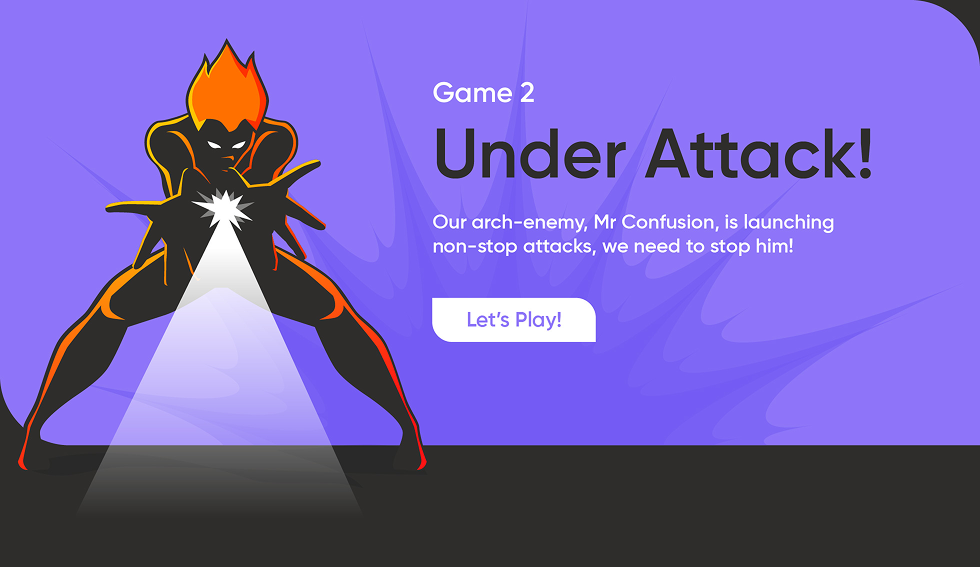 Game 2
Under Attack!
Our arch-enemy, Mr Confusion, is launching
non-stop attacks, we need to stop him!
Let’s Play!